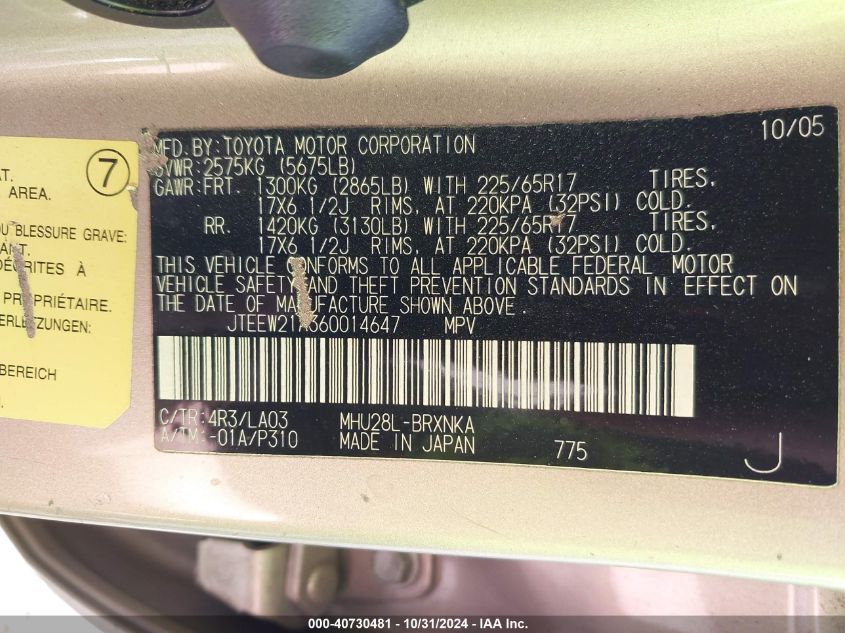 10/05
MFD.BY:TOYOTA MOTOR CORPORATION
GVWR:2575KG (5675LB)
GAWR:FRT. 1300KG (2865LB) WITH 225/65R17 TIRES,
17X6 1/2J RIMS, AT 220KPA (32PSI) COLD.
RR. 1420KG (3130LB) WITH 225/65R17 TIRES,
17X6 1/2J RIMS, AT 220KPA (32PSI) COLD.
THIS VEHICLE CONFORMS TO ALL APPLICABLE FEDERAL MOTOR
VEHICLE SAFETY AND THEFT PREVENTION STANDARDS IN EFFECT ON
THE DATE OF MANUFACTURE SHOWN ABOVE.
MPV
C/TR:4R3/LA03 MHU28L-BRXNKA
A/TM:-01A/P310 MADE IN JAPAN 775
J
7
AT.
AREA.
U BLESSURE GRAVE:
DÉCRITES À
PROPRIÉTAIRE.
ERLETZUNGEN:
BEREICH
000-40730481 - 10/31/2024 - IAA Inc.